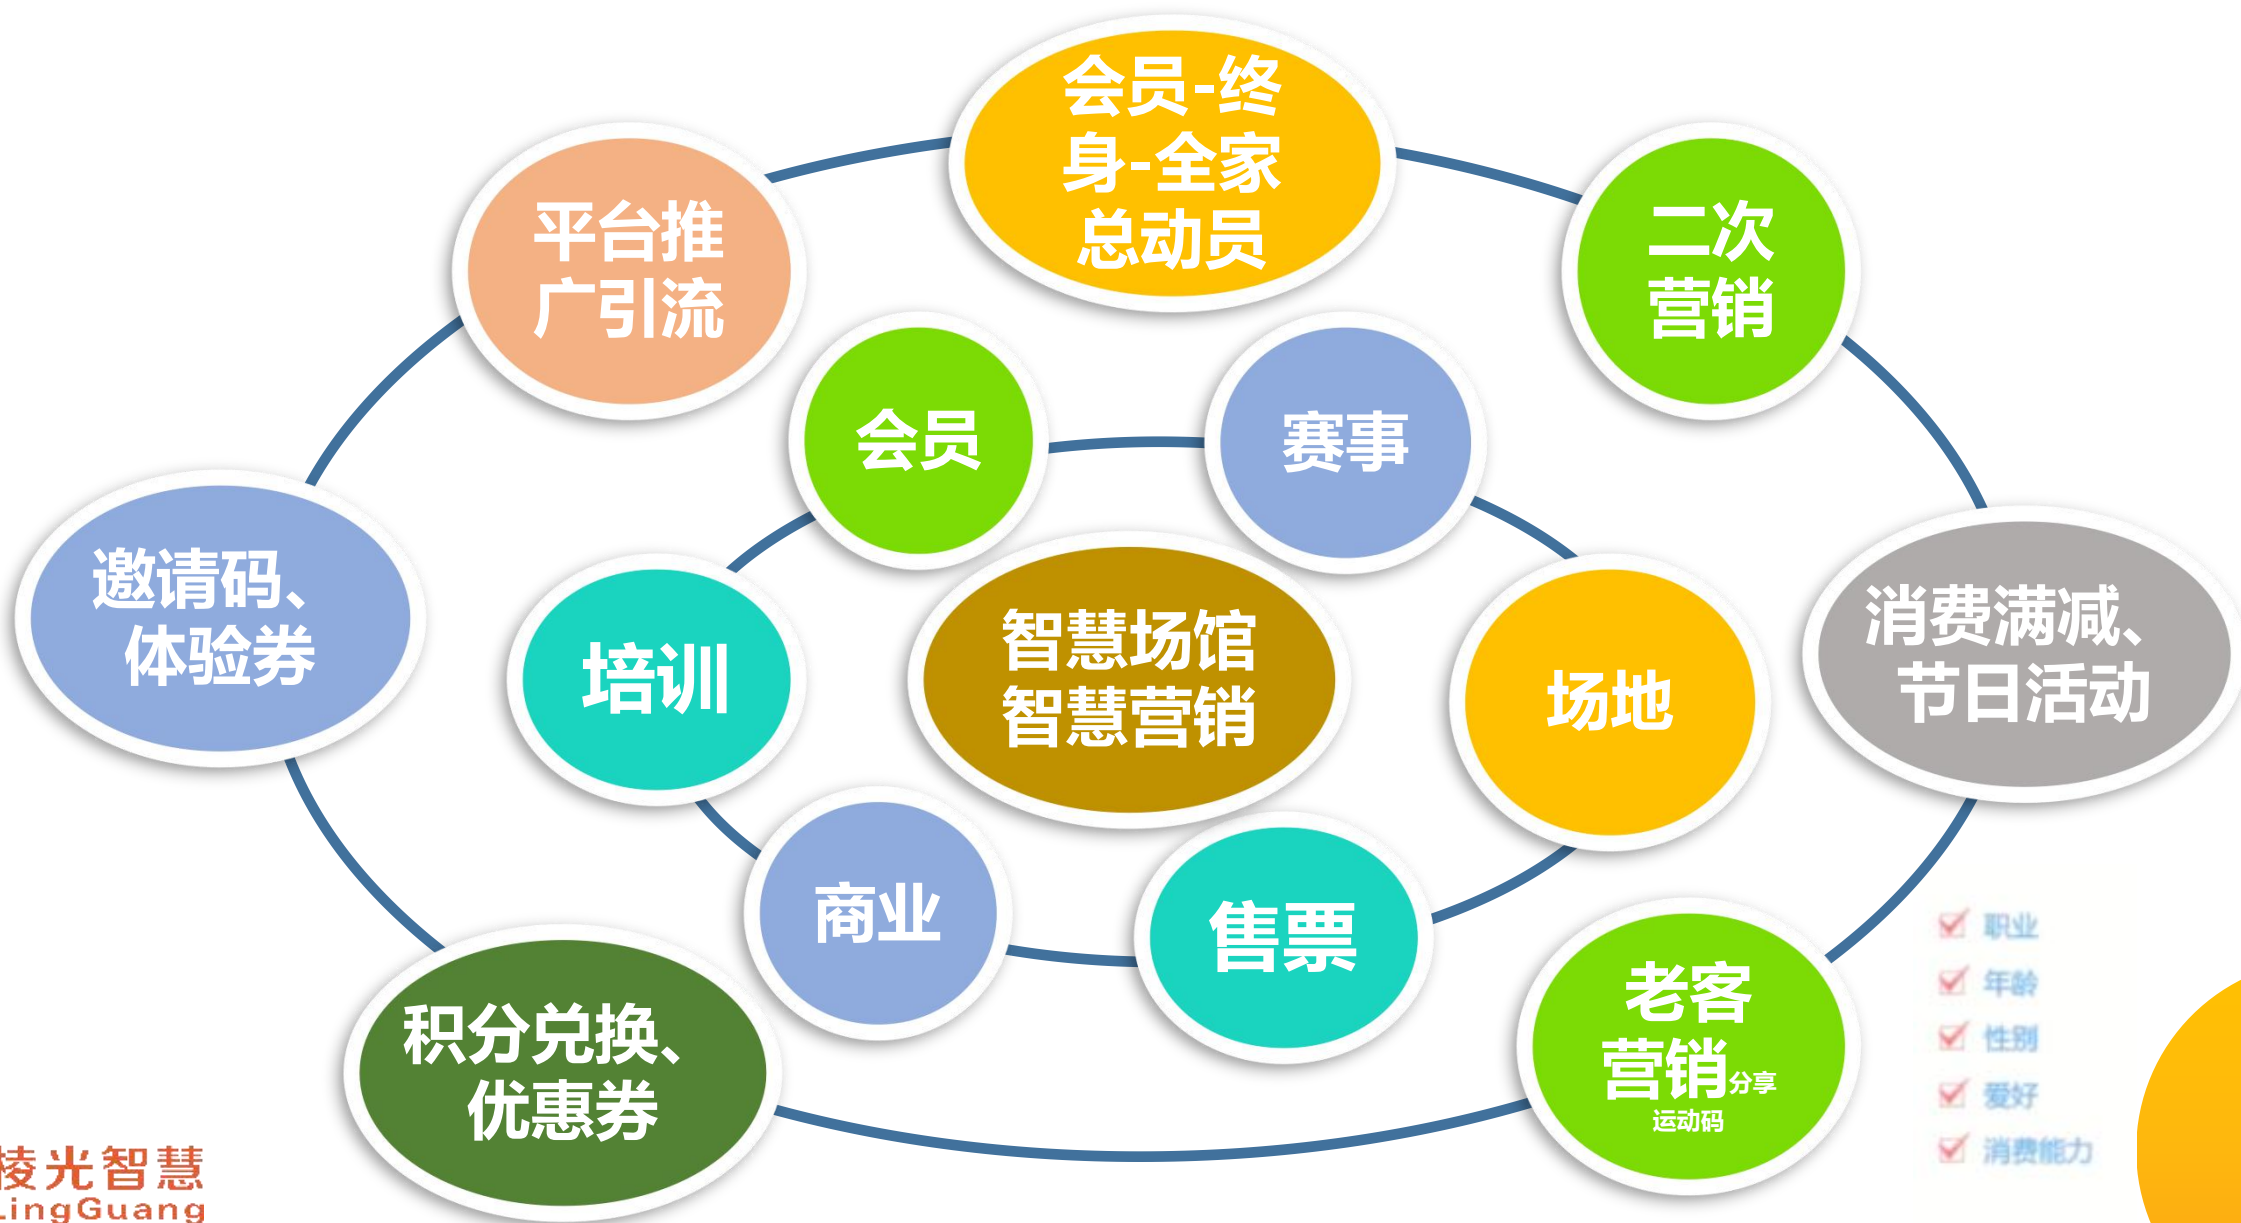 会员-终
身-全家
总动员
平台推
广引流
二次
营销
会员
赛事
邀请码、
体验券
培训
智慧场馆
智慧营销
场地
消费满减、
节日活动
商业
售票
积分兑换、
优惠券
老客
营销分享
运动码
职业
年龄
性别
爱好
消费能力
棱光智慧
LingGuang